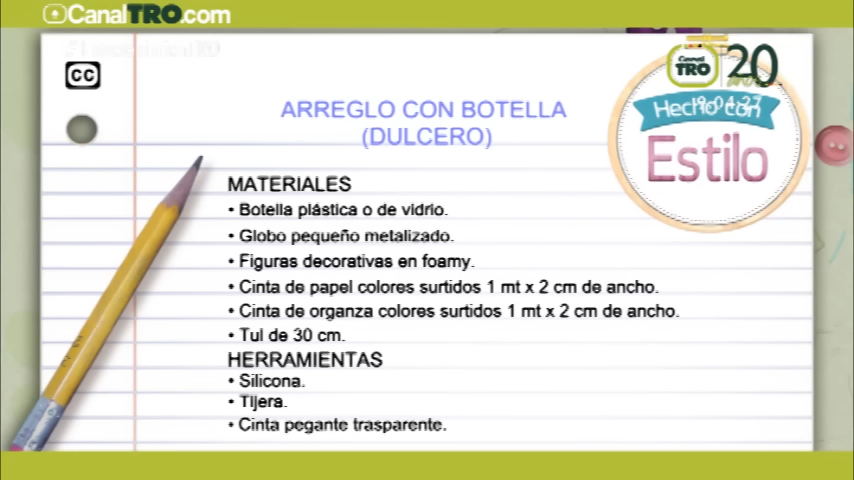 CanalTRO.com
CC
Canal
TRO
20
años
Hecho con
Estilo
ARREGLO CON BOTELLA
(DULCERO)
MATERIALES
• Botella plástica o de vidrio.
• Globo pequeño metalizado.
• Figuras decorativas en foamy.
• Cinta de papel colores surtidos 1 mt x 2 cm de ancho.
• Cinta de organza colores surtidos 1 mt x 2 cm de ancho.
• Tul de 30 cm.
HERRAMIENTAS
• Silicona.
• Tijera.
• Cinta pegante trasparente.